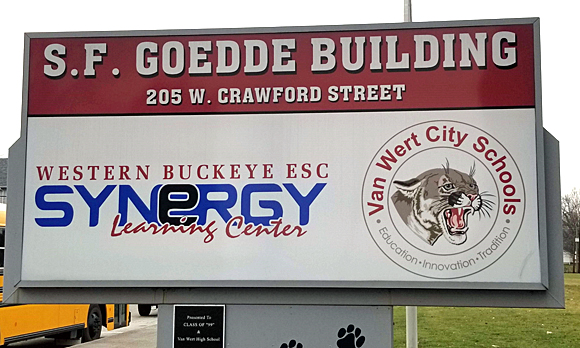 S.F. GOEDDE BUILDING
205 W. CRAWFORD STREET
WESTERN BUCKEYE ESC
SYNeRGY
Learning Center
Van Wert City Schools
• Education • Innovation • Tradition •
Presented To
CLASS OF "99"
&
Van Wert High School